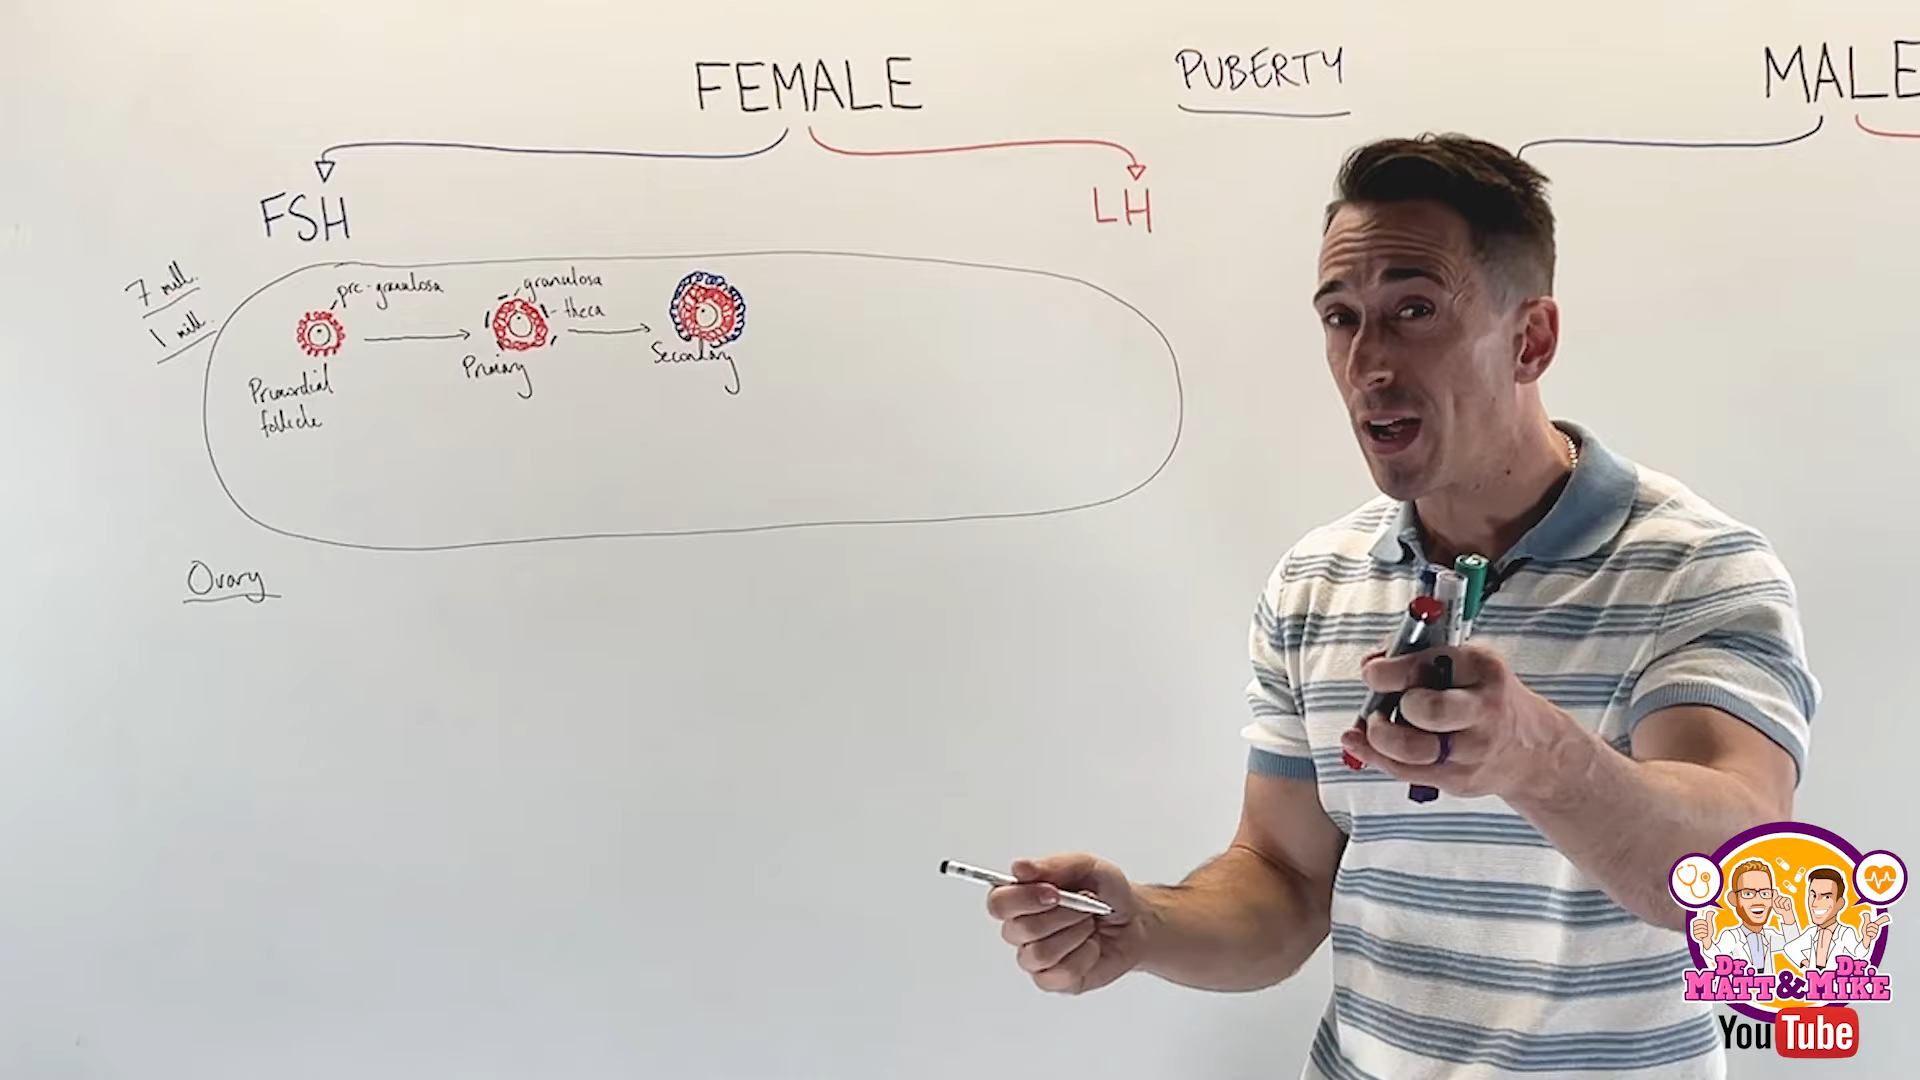 FEMALE
PUBERTY
MALE
FSH
LH
7 mill.
1 mill.
pre-granulosa
granulosa
theca
Primordial
follicle
Primary
Secondary
Ovary
Dr. Dr.
MATT & MIKE
YouTube